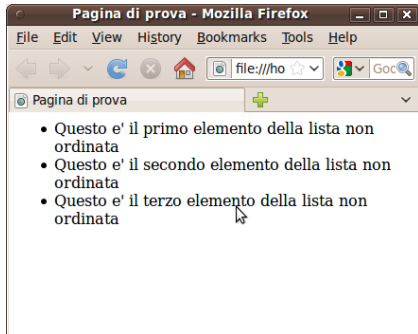 Pagina di prova - Mozilla Firefox
File Edit View History Bookmarks Tools Help
file:///ho Goo
Pagina di prova
Questo e' il primo elemento della lista non
ordinata
Questo e' il secondo elemento della lista non
ordinata
Questo e' il terzo elemento della lista non
ordinata